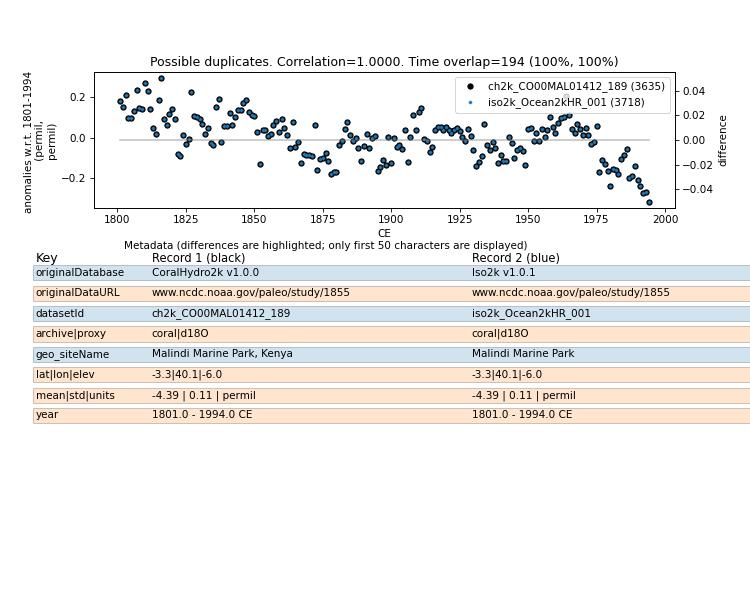 Possible duplicates. Correlation=1.0000. Time overlap=194 (100%, 100%)
anomalies w.r.t. 1801-1994
(permil,
permil)
0.2
0.0
−0.2
ch2k_CO00MAL01412_189 (3635)
iso2k_Ocean2kHR_001 (3718)
0.04
0.02
0.00
−0.02
−0.04
difference
1800 1825 1850 1875 1900 1925 1950 1975 2000
CE
Metadata (differences are highlighted; only first 50 characters are displayed)
Key Record 1 (black) Record 2 (blue)
originalDatabase CoralHydro2k v1.0.0 Iso2k v1.0.1
originalDataURL www.ncdc.noaa.gov/paleo/study/1855 www.ncdc.noaa.gov/paleo/study/1855
datasetId ch2k_CO00MAL01412_189 iso2k_Ocean2kHR_001
archive|proxy coral|d18O coral|d18O
geo_siteName Malindi Marine Park, Kenya Malindi Marine Park
lat|lon|elev -3.3|40.1|-6.0 -3.3|40.1|-6.0
mean|std|units -4.39 | 0.11 | permil -4.39 | 0.11 | permil
year 1801.0 - 1994.0 CE 1801.0 - 1994.0 CE